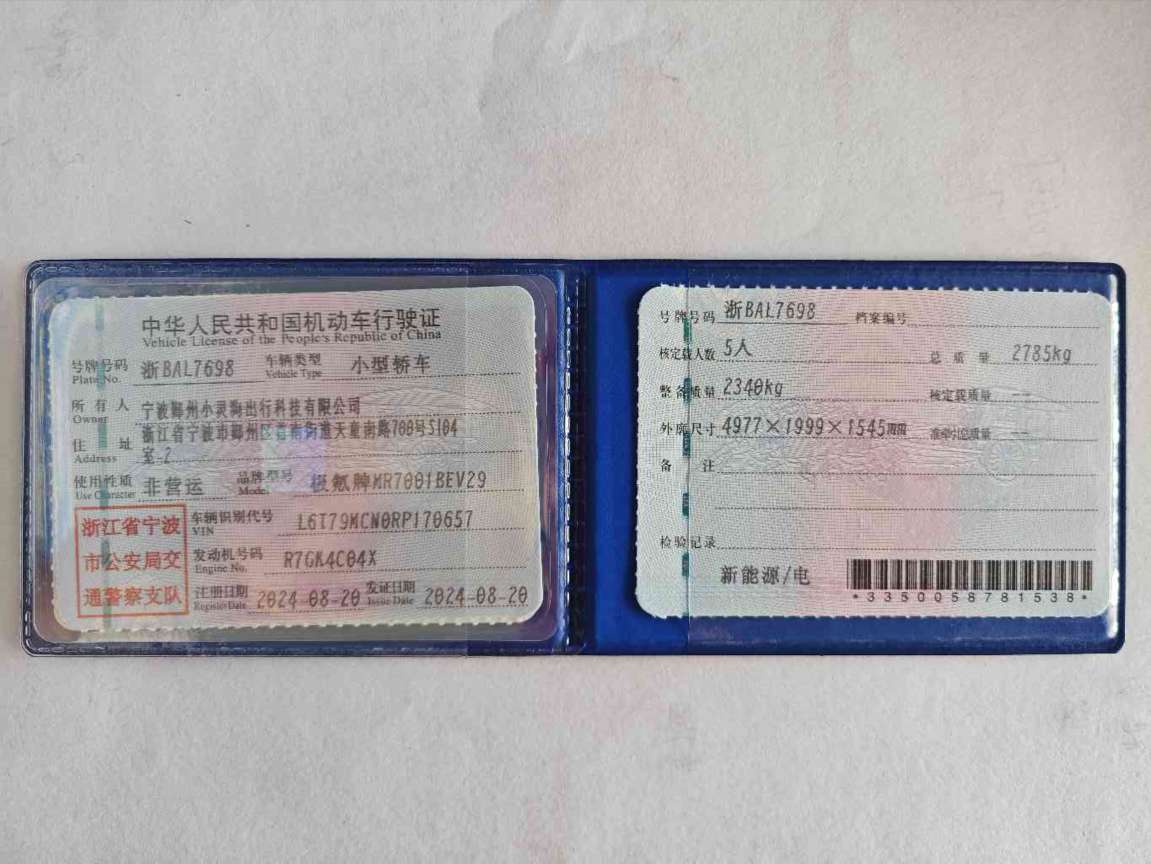 中华人民共和国机动车行驶证
Vehicle License of the People's Republic of China
号牌号码 浙BAL7698 车辆类型 小型轿车
Plate No. Vehicle Type
所有人 宁波鄞州小灵狗出行科技有限公司
Owner
浙江省宁波市鄞州区首南街道天童南路700号S104
住址 室-2
Address
使用性质 非营运 品牌型号 极氪牌MR7001BEV29
Use Character Model
浙江省宁波
市公安局交
通警察支队
车辆识别代号 L6T79MCN0RP170657
VIN
发动机号码 R7GK4C04X
Engine No.
注册日期 2024-08-20 发证日期 2024-08-20
Register Date Issue Date
号牌号码 浙BAL7698 档案编号
核定载人数 5人 总质量 2785kg
整备质量 2340kg 核定载质量 --
外廓尺寸 4977×1999×1545mm 准牵引总质量 --
备注
检验记录
新能源/电
*3350058781538*